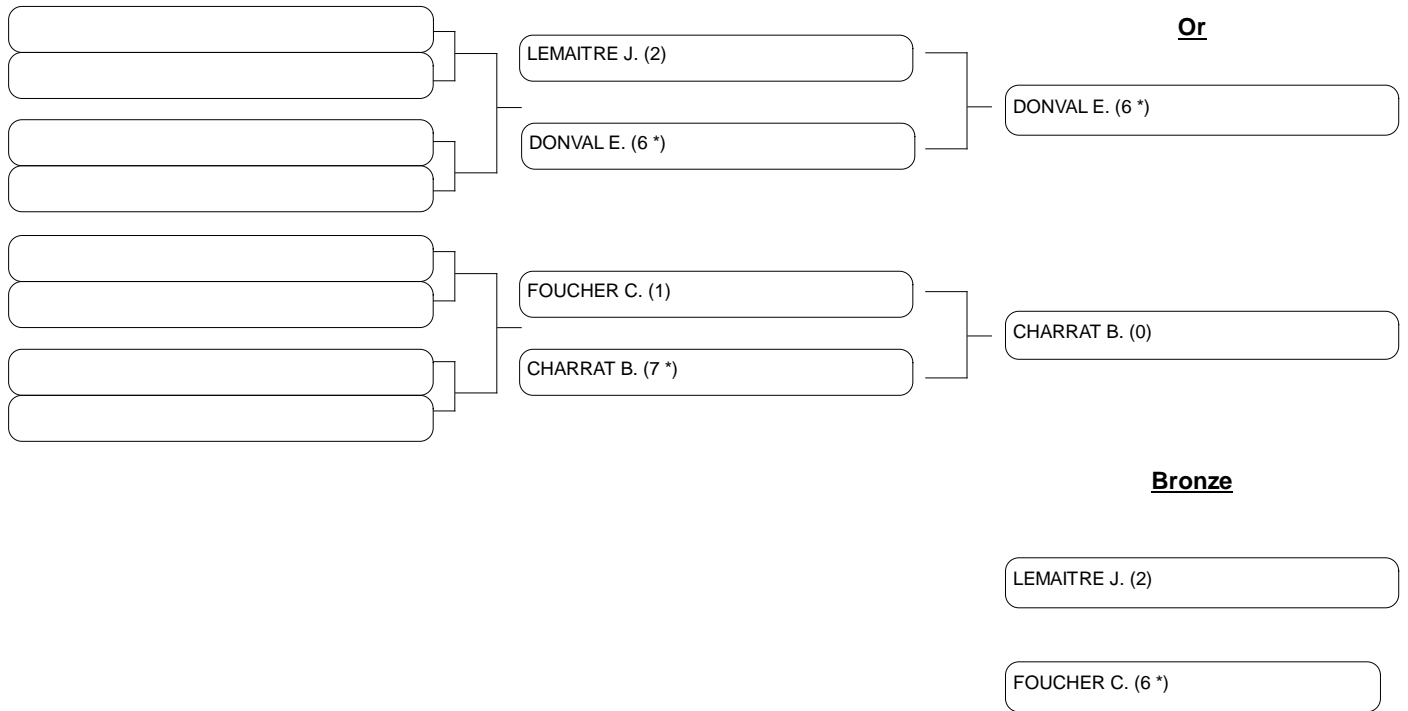 Or
LEMAITRE J. (2)
DONVAL E. (6 *)
DONVAL E. (6 *)
FOUCHER C. (1)
CHARRAT B. (7 *)
CHARRAT B. (0)
Bronze
LEMAITRE J. (2)
FOUCHER C. (6 *)